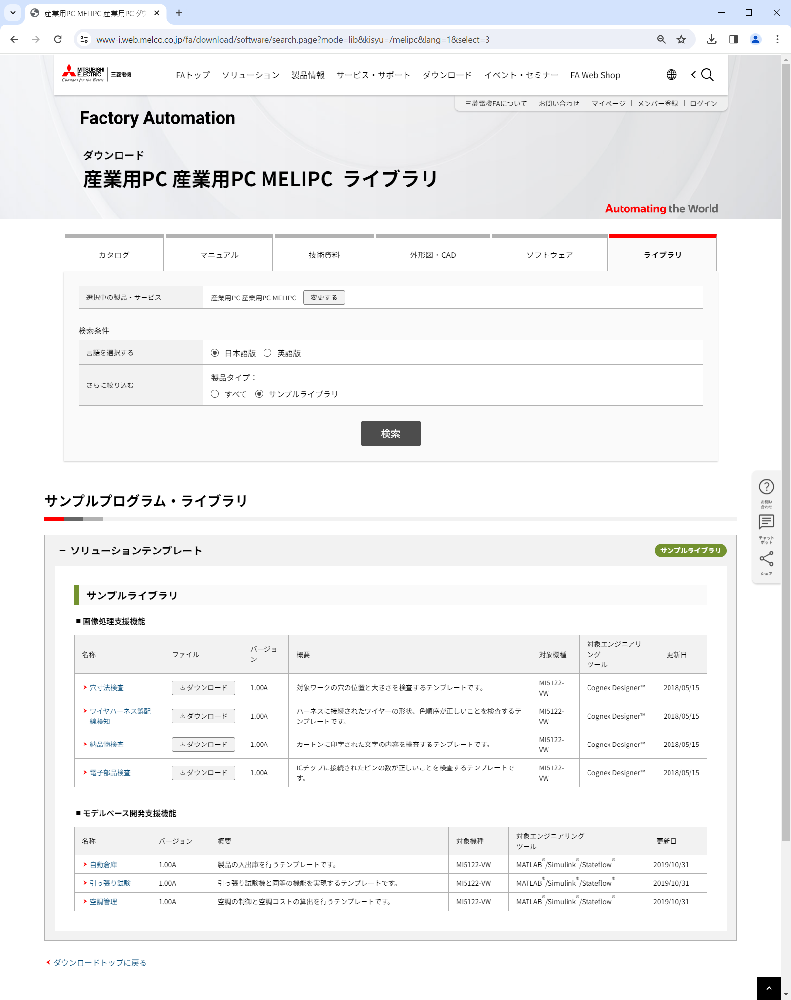 産業用PC MELIPC 産業用PC ダウ
www-i.web.melco.co.jp/fa/download/software/search.page?mode=lib&kisyu=/melipc&lang=1&select=3
MITSUBISHI ELECTRIC
Changes for the Better
三菱電機
FAトップ ソリューション 製品情報 サービス・サポート ダウンロード イベント・セミナー FA Web Shop
三菱電機FAについて お問い合わせ マイページ メンバー登録 ログイン
Factory Automation
ダウンロード
産業用PC 産業用PC MELIPC ライブラリ
Automating the World
カタログ マニュアル 技術資料 外形図・CAD ソフトウェア ライブラリ
選択中の製品・サービス 産業用PC 産業用PC MELIPC 変更する
検索条件
言語を選択する 日本語版 英語版
さらに絞り込む 製品タイプ：
すべて サンプルライブラリ
検索
お問い
合わせ
チャット
ボット
シェア
サンプルプログラム・ライブラリ
ソリューションテンプレート サンプルライブラリ
サンプルライブラリ
■ 画像処理支援機能
名称 ファイル バージョン 概要 対象機種 対象エンジニアリング ツール 更新日
穴寸法検査 ダウンロード 1.00A 対象ワークの穴の位置と大きさを検査するテンプレートです。 MI5122-VW Cognex Designer™ 2018/05/15
ワイヤハーネス誤配線検知 ダウンロード 1.00A ハーネスに接続されたワイヤーの形状、色順序が正しいことを検査するテンプレートです。 MI5122-VW Cognex Designer™ 2018/05/15
納品物検査 ダウンロード 1.00A カートンに印字された文字の内容を検査するテンプレートです。 MI5122-VW Cognex Designer™ 2018/05/15
電子部品検査 ダウンロード 1.00A ICチップに接続されたピンの数が正しいことを検査するテンプレートです。 MI5122-VW Cognex Designer™ 2018/05/15
■ モデルベース開発支援機能
名称 バージョン 概要 対象機種 対象エンジニアリング ツール 更新日
自動倉庫 1.00A 製品の入出庫を行うテンプレートです。 MI5122-VW MATLAB®/Simulink®/Stateflow® 2019/10/31
引っ張り試験 1.00A 引っ張り試験機と同等の機能を実現するテンプレートです。 MI5122-VW MATLAB®/Simulink®/Stateflow® 2019/10/31
空調管理 1.00A 空調の制御と空調コストの算出を行うテンプレートです。 MI5122-VW MATLAB®/Simulink®/Stateflow® 2019/10/31
ダウンロードトップに戻る